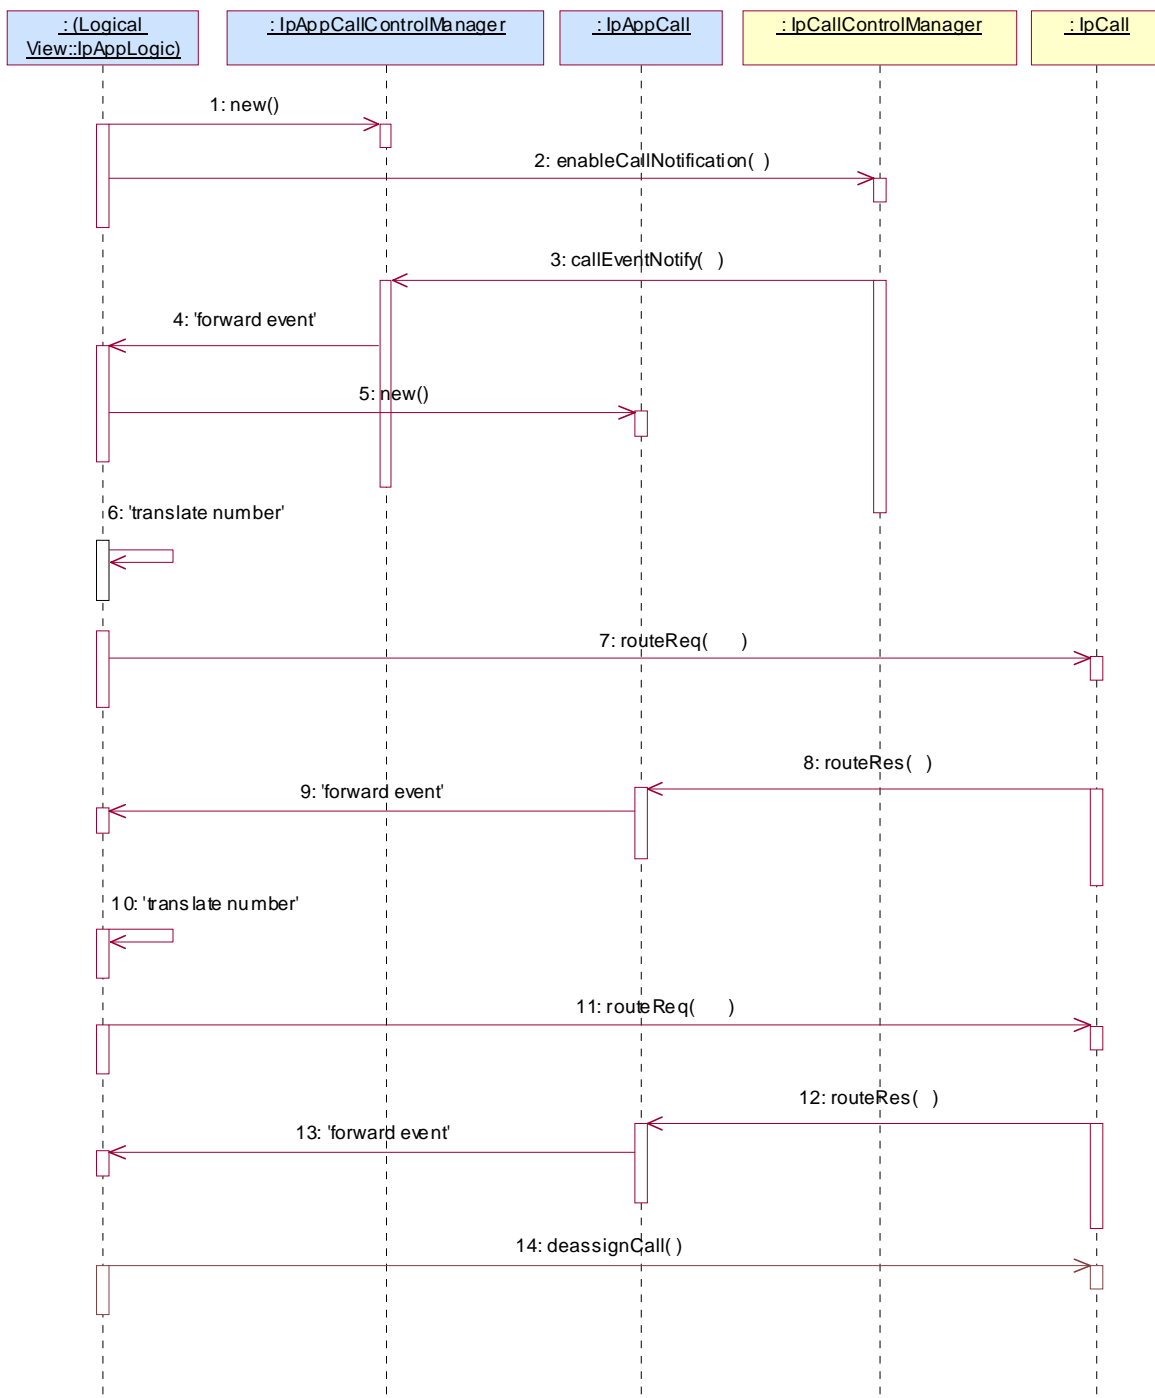 : (Logical
View::IpAppLogic)
: IpAppCallControlManager
: IpAppCall
: IpCallControlManager
: IpCall
1: new()
2: enableCallNotification( )
3: callEventNotify( )
4: 'forward event'
5: new()
6: 'translate number'
7: routeReq( )
8: routeRes( )
9: 'forward event'
10: 'translate number'
11: routeReq( )
12: routeRes( )
13: 'forward event'
14: deassignCall( )